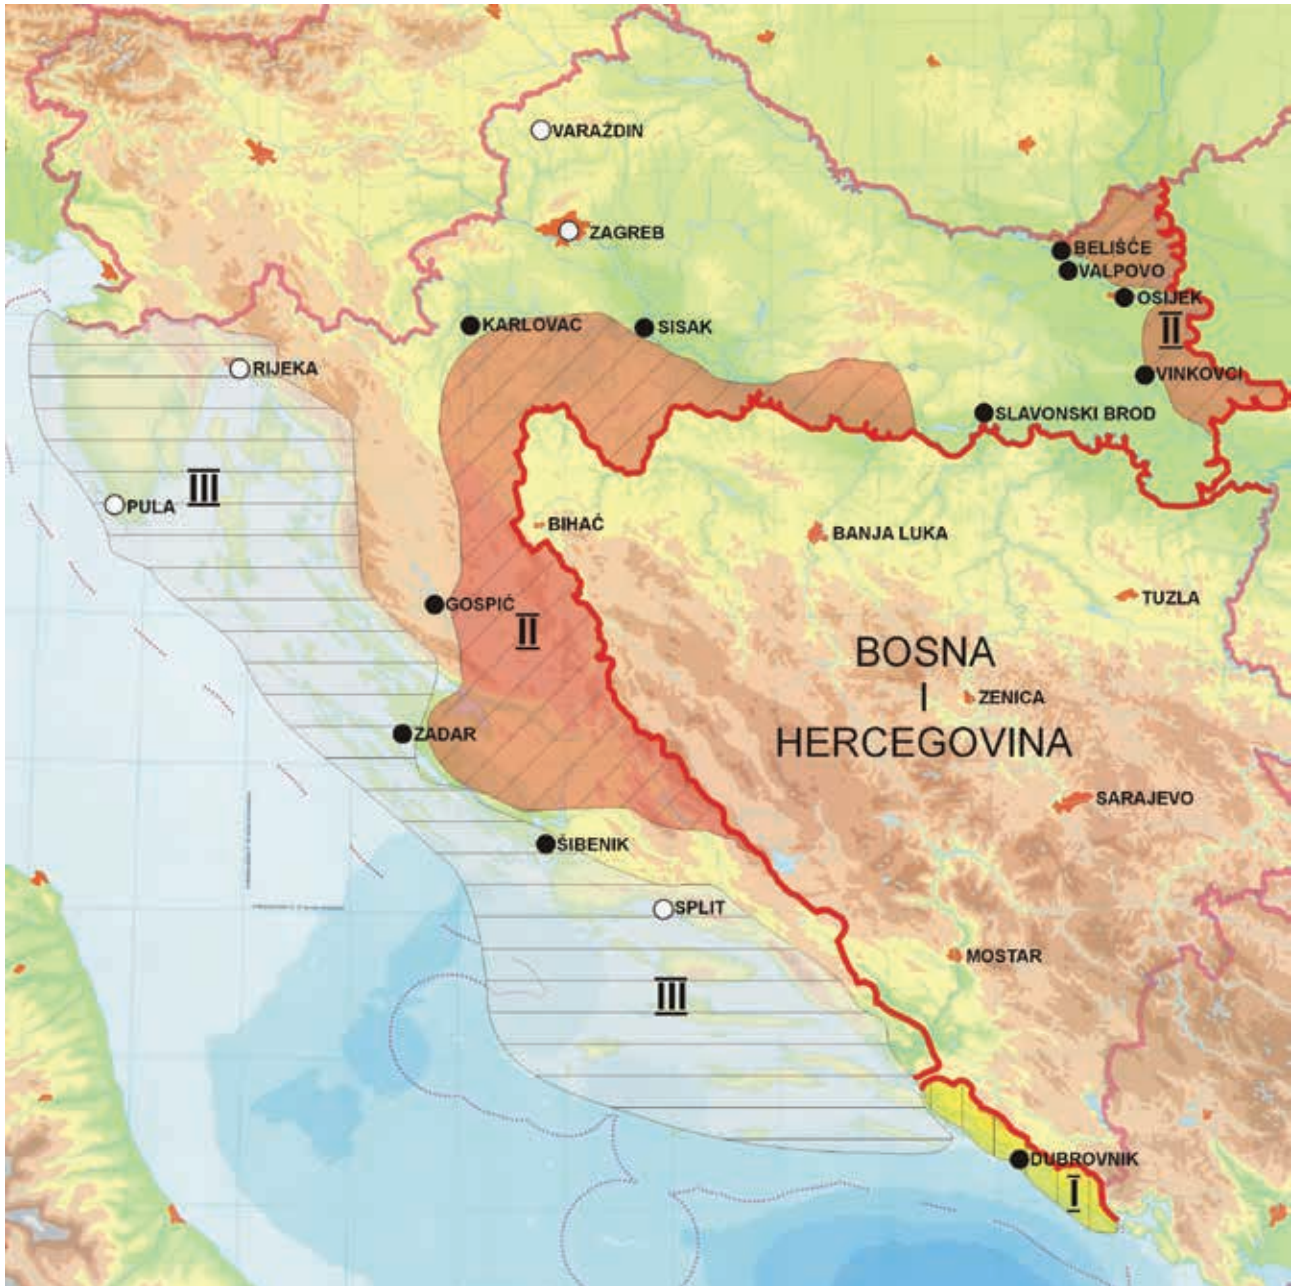 VARAŽDIN
ZAGREB
BELIŠĆE
VALPOVO
OSIJEK
KARLOVAC
SISAK
II
RIJEKA
VINKOVCI
SLAVONSKI BROD
III
PULA
BIHAĆ
BANJA LUKA
TUZLA
GOSPIĆ
II
BOSNA
I
HERCEGOVINA
ZENICA
ZADAR
SARAJEVO
ŠIBENIK
SPLIT
MOSTAR
III
DUBROVNIK
I